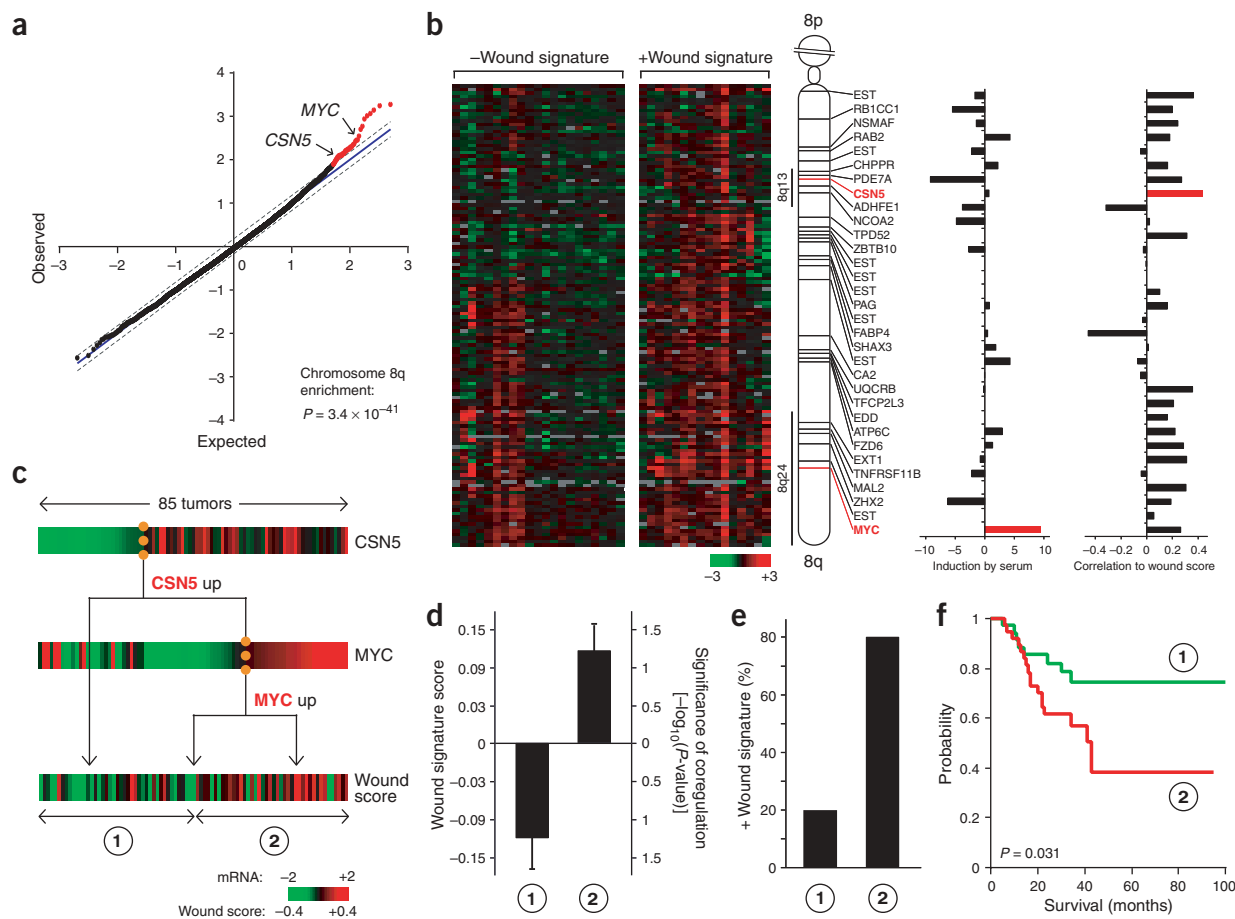 a
4
3
2
1
−3
−2
−1
0
1
2
3
−1
−2
−3
−4
Observed
Expected
MYC
CSN5
Chromosome 8q
enrichment:
P = 3.4 × 10−41
b
−Wound signature
+Wound signature
−3
+3
8p
8q13
8q24
8q
EST
RB1CC1
NSMAF
RAB2
EST
CHPPR
PDE7A
CSN5
ADHFE1
NCOA2
TPD52
ZBTB10
EST
EST
EST
PAG
EST
FABP4
SHAX3
EST
CA2
UQCRB
TFCP2L3
EDD
ATP6C
FZD6
EXT1
TNFRSF11B
MAL2
ZHX2
EST
MYC
−10
−5
0
5
10
Induction by serum
−0.4
−0.2
0
0.2
0.4
Correlation to wound score
c
85 tumors
CSN5
CSN5 up
MYC
MYC up
Wound
score
1
2
mRNA:
−2
+2
Wound score:
−0.4
+0.4
d
Wound signature score
0.15
0.09
0.03
0
−0.03
−0.09
−0.15
1.5
1
0.5
0
0.5
1
1.5
Significance of coregulation
[−log10(P-value)]
1
2
e
+ Wound signature (%)
80
60
40
20
0
1
2
f
Probability
1
0.8
0.6
0.4
0
1
2
P = 0.031
0
20
40
60
80
100
Survival (months)